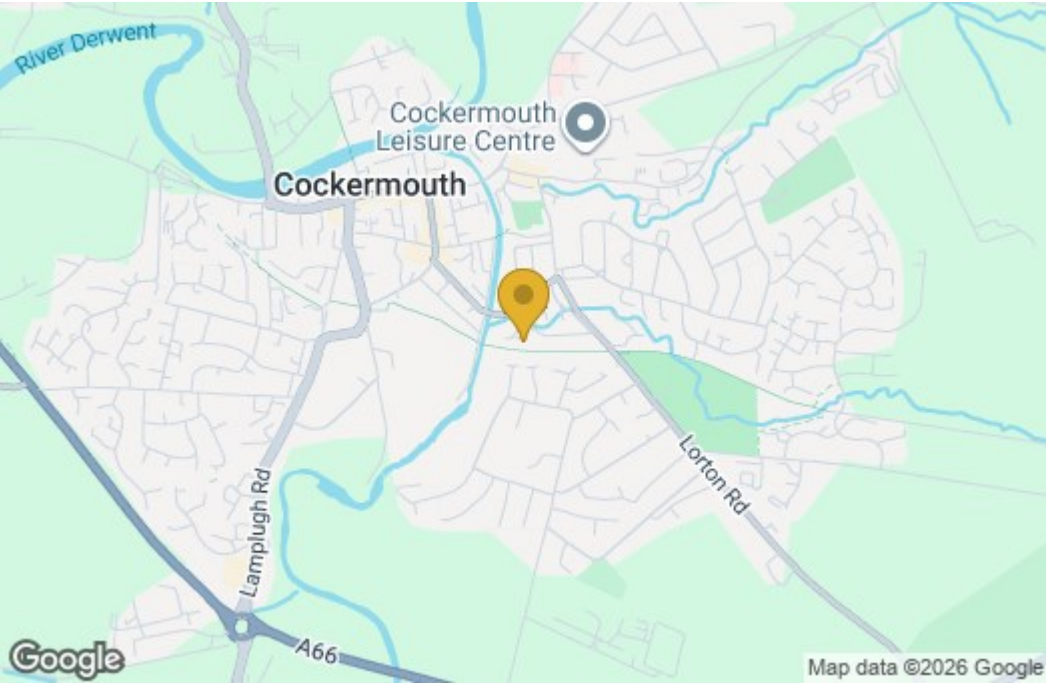 River Derwent
Cockermouth
Leisure Centre
Cockermouth
Lorton Rd
Lamplugh Rd
A66
Google
Map data ©2026 Google